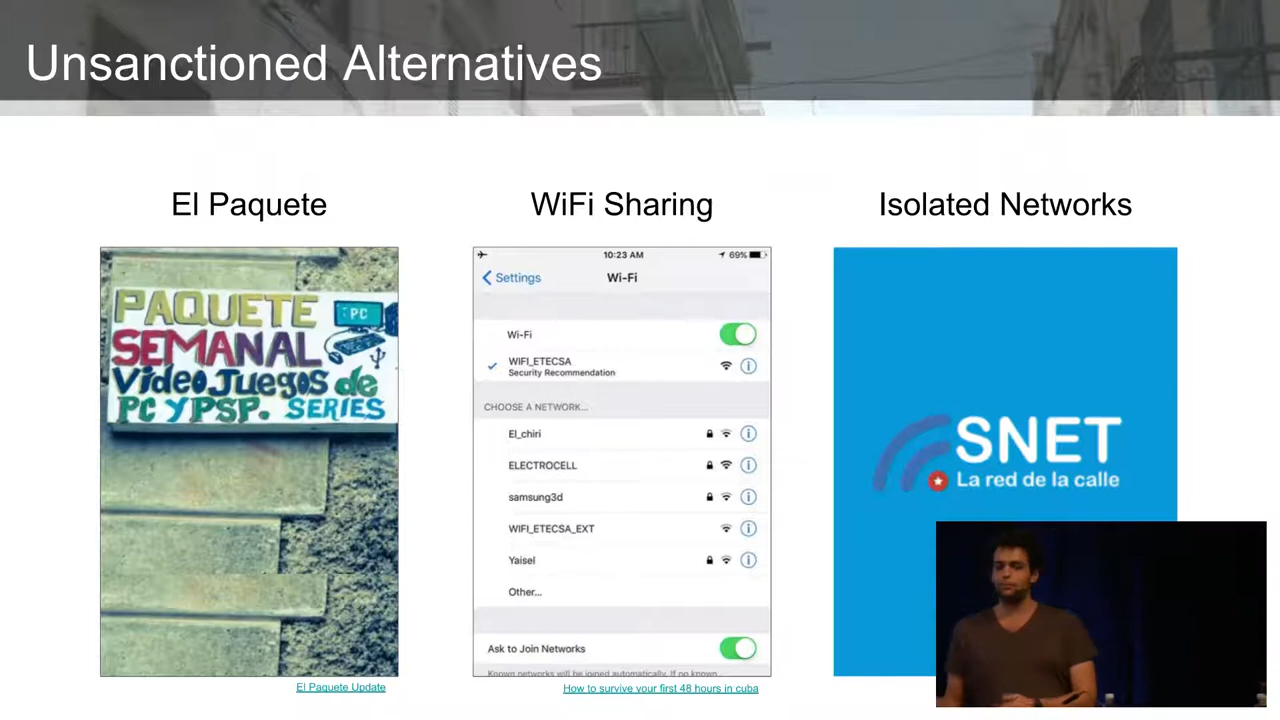 Unsanctioned Alternatives
El Paquete
WiFi Sharing
Isolated Networks
PAQUETE
PC
SEMANAL
VideoJuegos de
PC Y PSP. SERIES
10:23 AM
69%
Settings
Wi-Fi
Wi-Fi
WIFI_ETECSA
Security Recommendation
CHOOSE A NETWORK...
El_chiri
ELECTROCELL
samsung3d
WIFI_ETECSA_EXT
Yaisel
Other...
Ask to Join Networks
Known networks will be joined automatically. If no known
SNET
La red de la calle
El Paquete Update
How to survive your first 48 hours in cuba